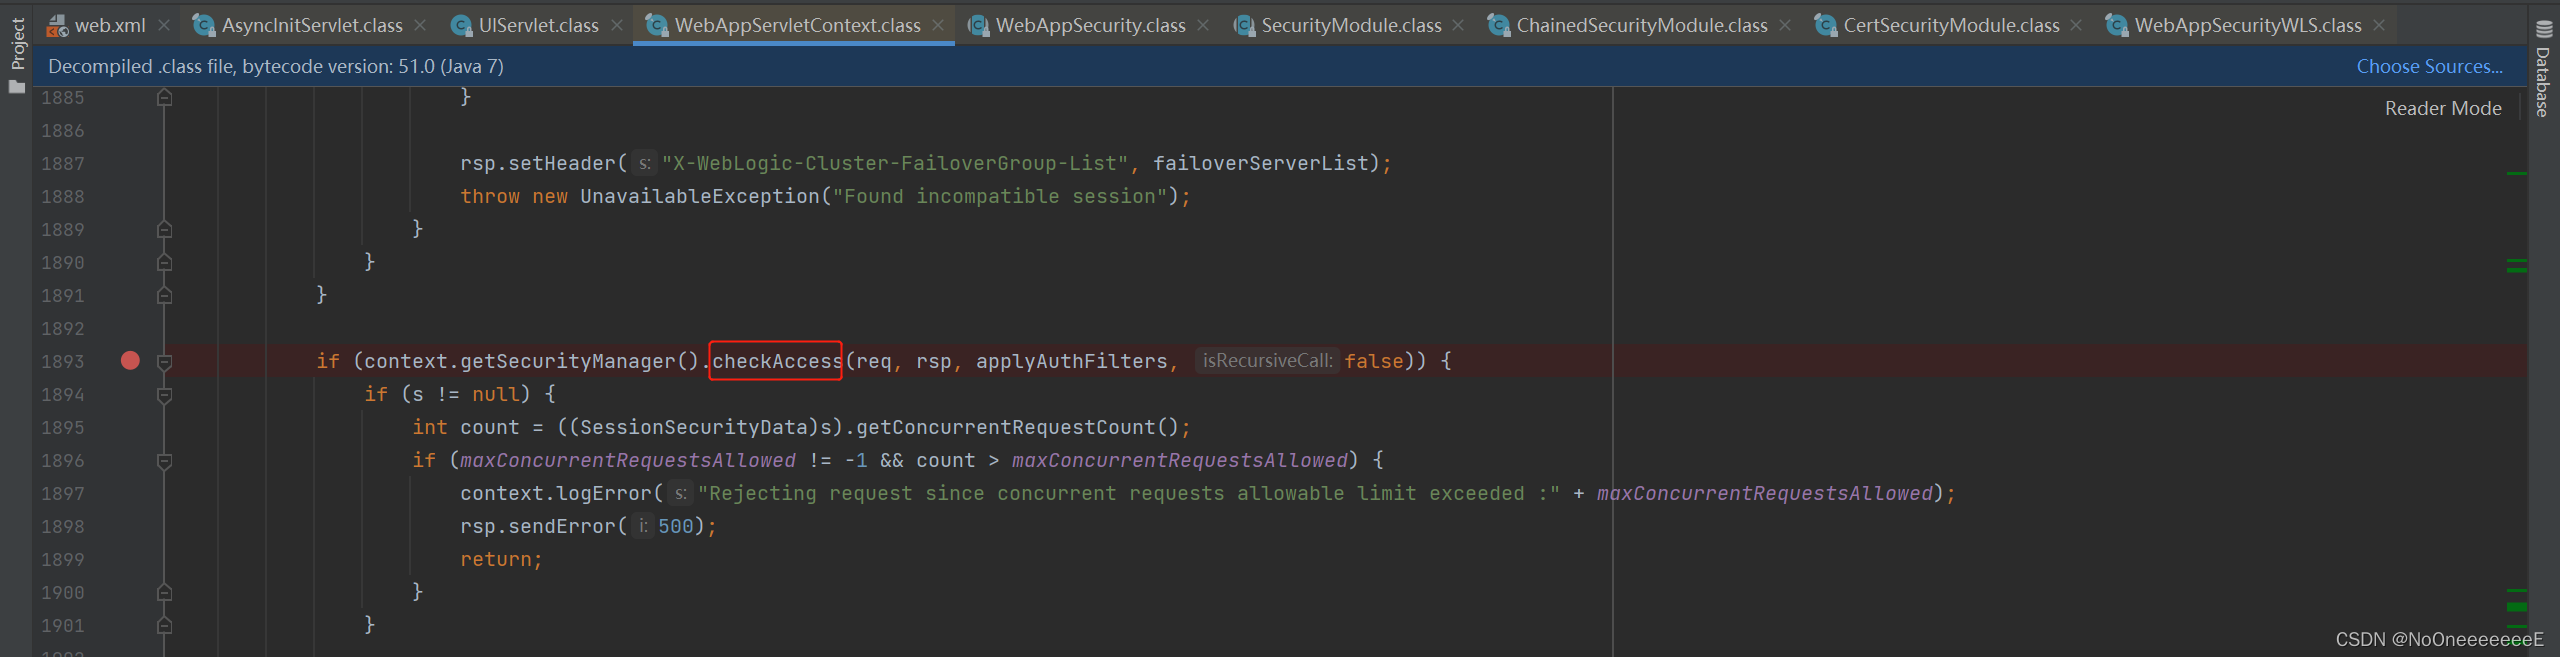 Project
web.xml AsyncInitServlet.class UIServlet.class WebAppServletContext.class WebAppSecurity.class SecurityModule.class ChainedSecurityModule.class CertSecurityModule.class WebAppSecurityWLS.class
Database
Decompiled .class file, bytecode version: 51.0 (Java 7) Choose Sources...
Reader Mode
1885 }
1886
1887 rsp.setHeader( s: "X-WebLogic-Cluster-FailoverGroup-List", failoverServerList);
1888 throw new UnavailableException("Found incompatible session");
1889 }
1890 }
1891 }
1892
1893 if (context.getSecurityManager().checkAccess(req, rsp, applyAuthFilters, isRecursiveCall: false)) {
1894 if (s != null) {
1895 int count = ((SessionSecurityData)s).getConcurrentRequestCount();
1896 if (maxConcurrentRequestsAllowed != -1 && count > maxConcurrentRequestsAllowed) {
1897 context.logError( s: "Rejecting request since concurrent requests allowable limit exceeded :" + maxConcurrentRequestsAllowed);
1898 rsp.sendError( i: 500);
1899 return;
1900 }
1901 }
CSDN @NoOneeeeeeeE